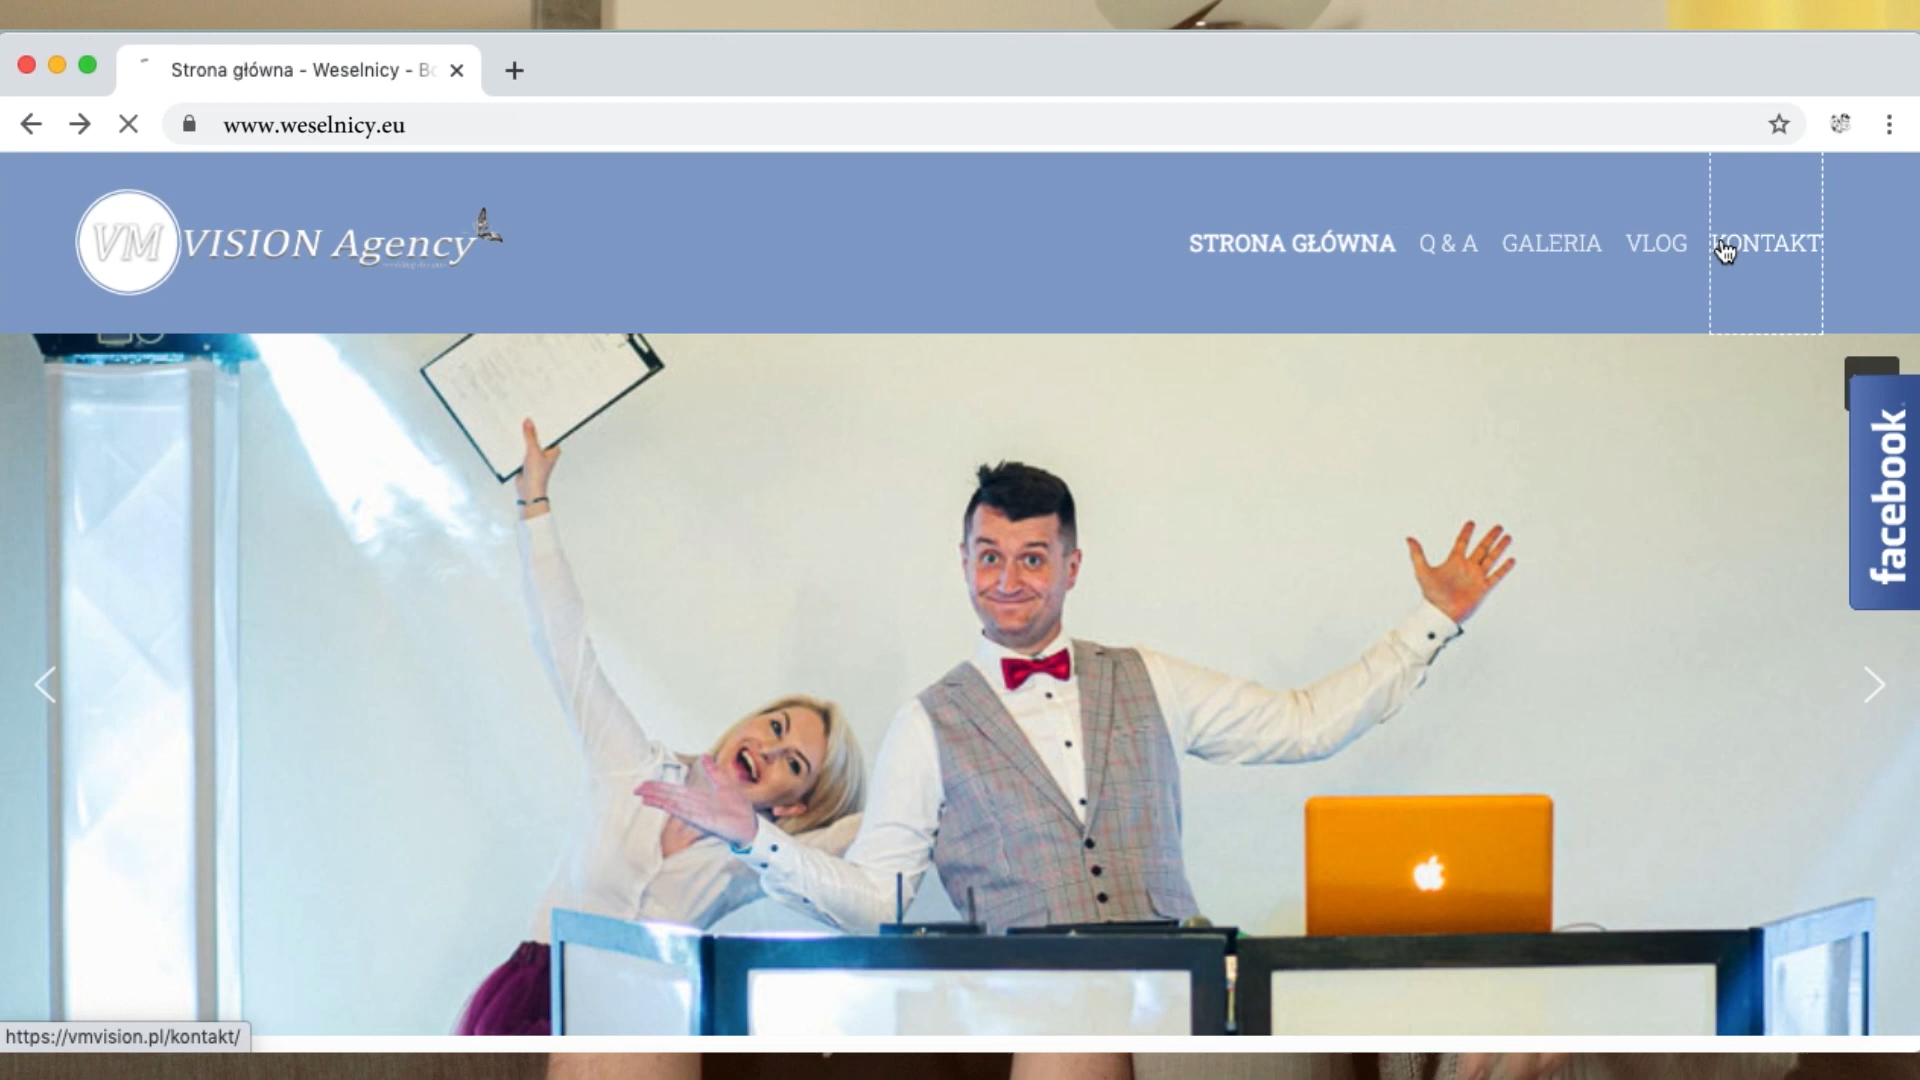 Strona główna - Weselnicy - Bo
www.weselnicy.eu
VM VISION Agency
STRONA GŁÓWNA Q & A GALERIA VLOG KONTAKT
facebook
https://vmvision.pl/kontakt/